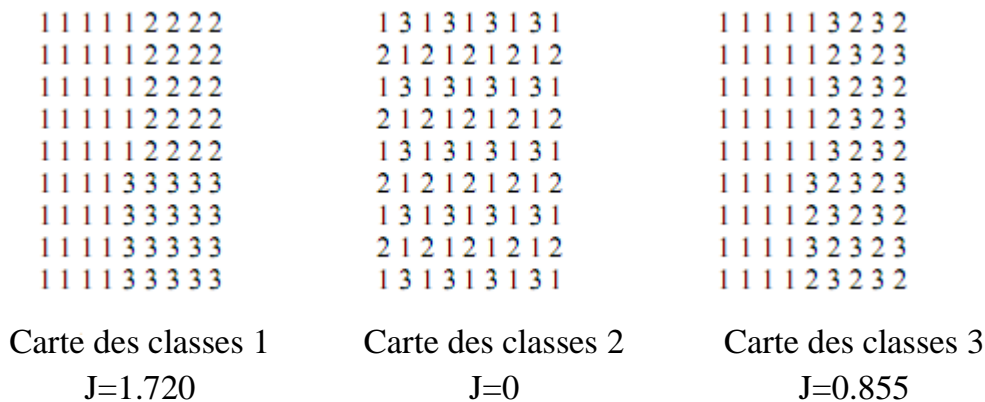 1 1 1 1 1 2 2 2 2
1 1 1 1 1 2 2 2 2
1 1 1 1 1 2 2 2 2
1 1 1 1 1 2 2 2 2
1 1 1 1 1 2 2 2 2
1 1 1 1 3 3 3 3 3
1 1 1 1 3 3 3 3 3
1 1 1 1 3 3 3 3 3
1 1 1 1 3 3 3 3 3
Carte des classes 1
J=1.720
1 3 1 3 1 3 1 3 1
2 1 2 1 2 1 2 1 2
1 3 1 3 1 3 1 3 1
2 1 2 1 2 1 2 1 2
1 3 1 3 1 3 1 3 1
2 1 2 1 2 1 2 1 2
1 3 1 3 1 3 1 3 1
2 1 2 1 2 1 2 1 2
1 3 1 3 1 3 1 3 1
Carte des classes 2
J=0
1 1 1 1 1 3 2 3 2
1 1 1 1 1 2 3 2 3
1 1 1 1 1 3 2 3 2
1 1 1 1 1 2 3 2 3
1 1 1 1 1 3 2 3 2
1 1 1 1 3 2 3 2 3
1 1 1 1 2 3 2 3 2
1 1 1 1 3 2 3 2 3
1 1 1 1 2 3 2 3 2
Carte des classes 3
J=0.855